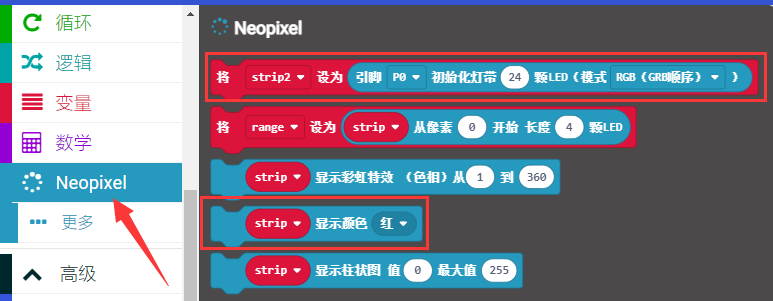 循环
逻辑
变量
数学
Neopixel
更多
高级
Neopixel
将 strip2 设为 引脚 P0 初始化灯带 24 颗LED(模式 RGB(GRB顺序) )
将 range 设为 strip 从像素 0 开始 长度 4 颗LED
strip 显示彩虹特效 (色相)从 1 到 360
strip 显示颜色 红
strip 显示柱状图 值 0 最大值 255